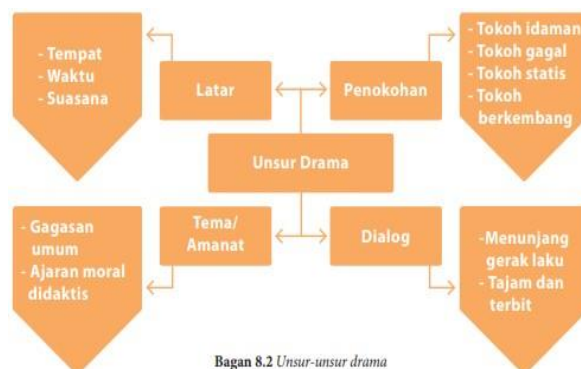 - Tempat
- Waktu
- Suasana
Latar
Penokohan
- Tokoh idaman
- Tokoh gagal
- Tokoh statis
- Tokoh
berkembang
Unsur Drama
- Gagasan
umum
- Ajaran moral
didaktis
Tema/
Amanat
Dialog
-Menunjang
gerak laku
- Tajam dan
terbit
Bagan 8.2 Unsur-unsur drama